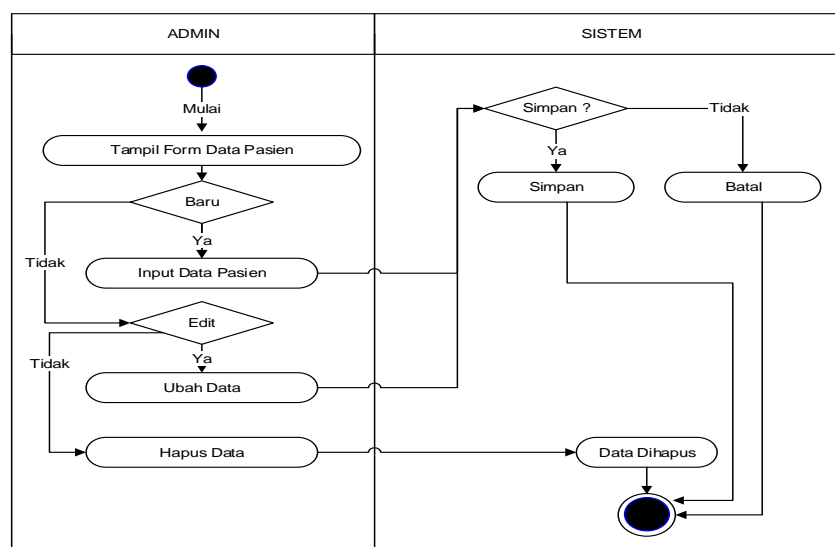 ADMIN
SISTEM
Mulai
Simpan ?
Tidak
Tampil Form Data Pasien
Ya
Baru
Simpan
Batal
Ya
Tidak
Input Data Pasien
Edit
Ya
Tidak
Ubah Data
Hapus Data
Data Dihapus